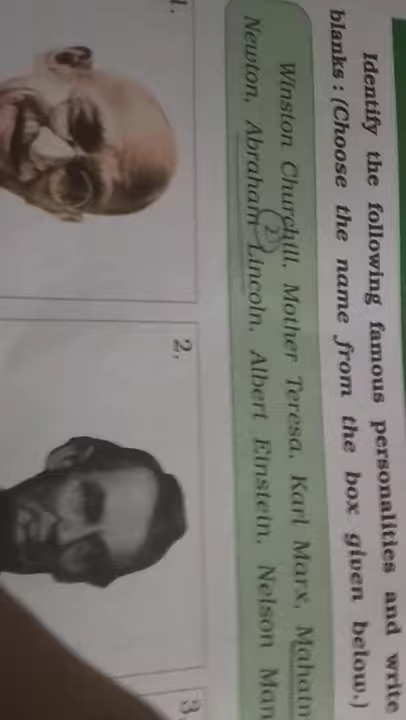 Identify the following famous personalities and write
blanks : (Choose the name from the box given below.)
Winston Churchill, Mother Teresa, Karl Marx, Mahatm
Newton, Abraham Lincoln, Albert Einstein, Nelson Man
2
1.
2.
3.